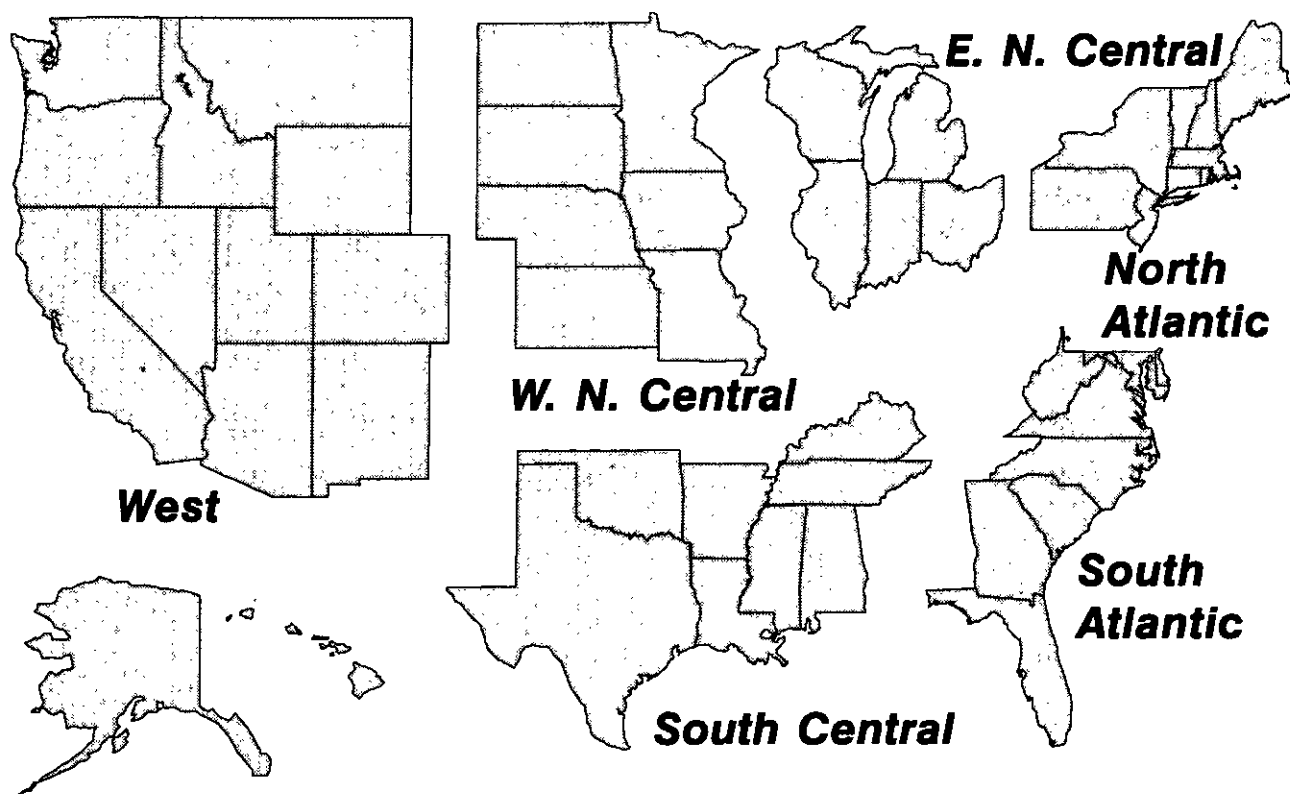 E. N. Central
North
Atlantic
W. N. Central
West
South
Atlantic
South Central